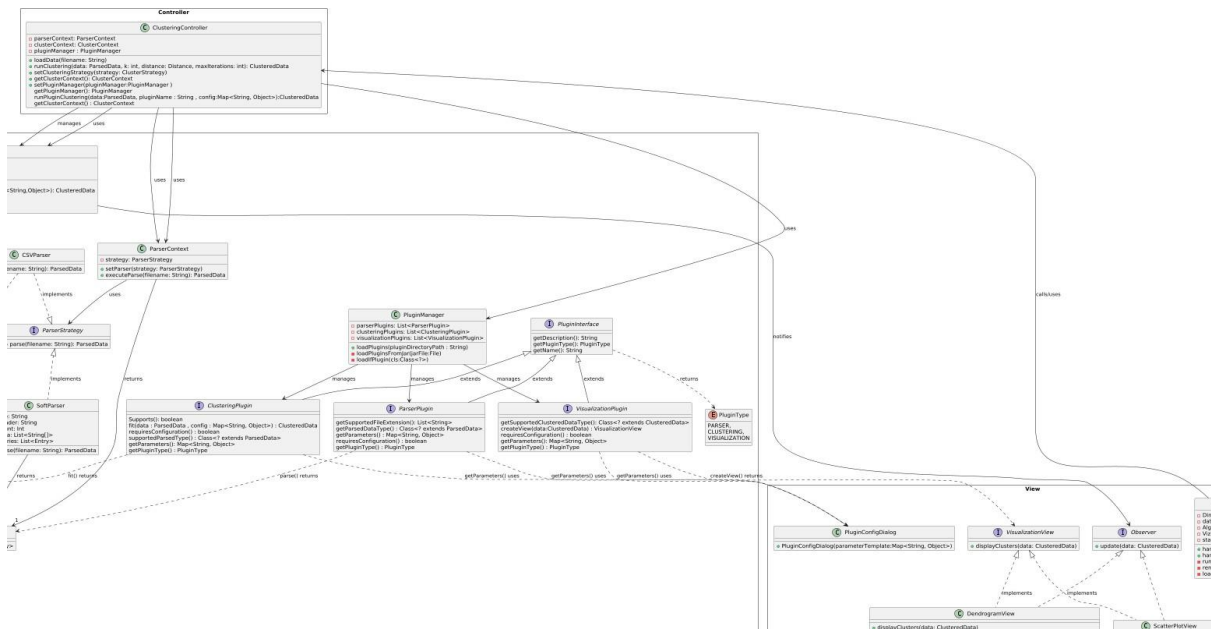 Controller
C ClusteringController
parserContext: ParserContext
clusterContext: ClusterContext
pluginManager : PluginManager
loadData(filename: String)
runClustering(data: ParsedData, k: int, distance: Distance, maxIterations: int): ClusteredData
setClusteringStrategy(strategy: ClusterStrategy)
getClusterContext(): ClusterContext
setPluginManager(pluginManager:PluginManager )
getPluginManager(): PluginManager
runPluginClustering(data:ParsedData, pluginName : String , config:Map<String, Object>):ClusteredData
getClusterContext() : ClusterContext
manages
uses
uses
uses
<String,Object>): ClusteredData
uses
C ParserContext
strategy: ParserStrategy
setParser(strategy: ParserStrategy)
executeParse(filename: String): ParsedData
C CSVParser
ename: String): ParsedData
implements
uses
calls/uses
I ParserStrategy
parse(filename: String): ParsedData
C PluginManager
parserPlugins: List<ParserPlugin>
clusteringPlugins: List<ClusteringPlugin>
visualizationPlugins: List<VisualizationPlugin>
loadPlugins(pluginDirectoryPath : String)
loadPluginsFromJar(jarFile:File)
loadIfPlugin(cls:Class<?>)
I PluginInterface
getDescription(): String
getPluginType(): PluginType
getName(): String
notifies
implements
returns
manages
manages
extends
manages
extends
extends
returns
C SoftParser
: String
der: String
nt: int
a: List<String[]>
ries: List<Entry>
se(filename: String): ParsedData
I ClusteringPlugin
Supports(): boolean
fit(data : ParsedData , config : Map<String, Object>) : ClusteredData
requiresConfiguration() : boolean
supportedParsedType() : Class<? extends ParsedData>
getParameters(): Map<String, Object>
getPluginType() : PluginType
I ParserPlugin
getSupportedFileExtension(): List<String>
getParsedDataType() : Class<? extends ParsedData>
getParameters() : Map<String, Object>
requiresConfiguration() : boolean
getPluginType() : PluginType
I VisualizationPlugin
getSupportedClusteredDataType(): Class<? extends ClusteredData>
createView(data:ClusteredData) : VisualizationView
requiresConfiguration() : boolean
getParameters(): Map<String, Object>
getPluginType() : PluginType
E PluginType
PARSER,
CLUSTERING,
VISUALIZATION
returns
fit() returns
parse() returns
getParameters() uses
getParameters() uses
getParameters() uses
createView() returns
View
1
C PluginConfigDialog
PluginConfigDialog(parameterTemplate:Map<String, Object>)
I VisualizationView
displayClusters(data: ClusteredData)
I Observer
update(data: ClusteredData)
implements
implements
C DendrogramView
displayClusters(data: ClusteredData)
C ScatterPlotView